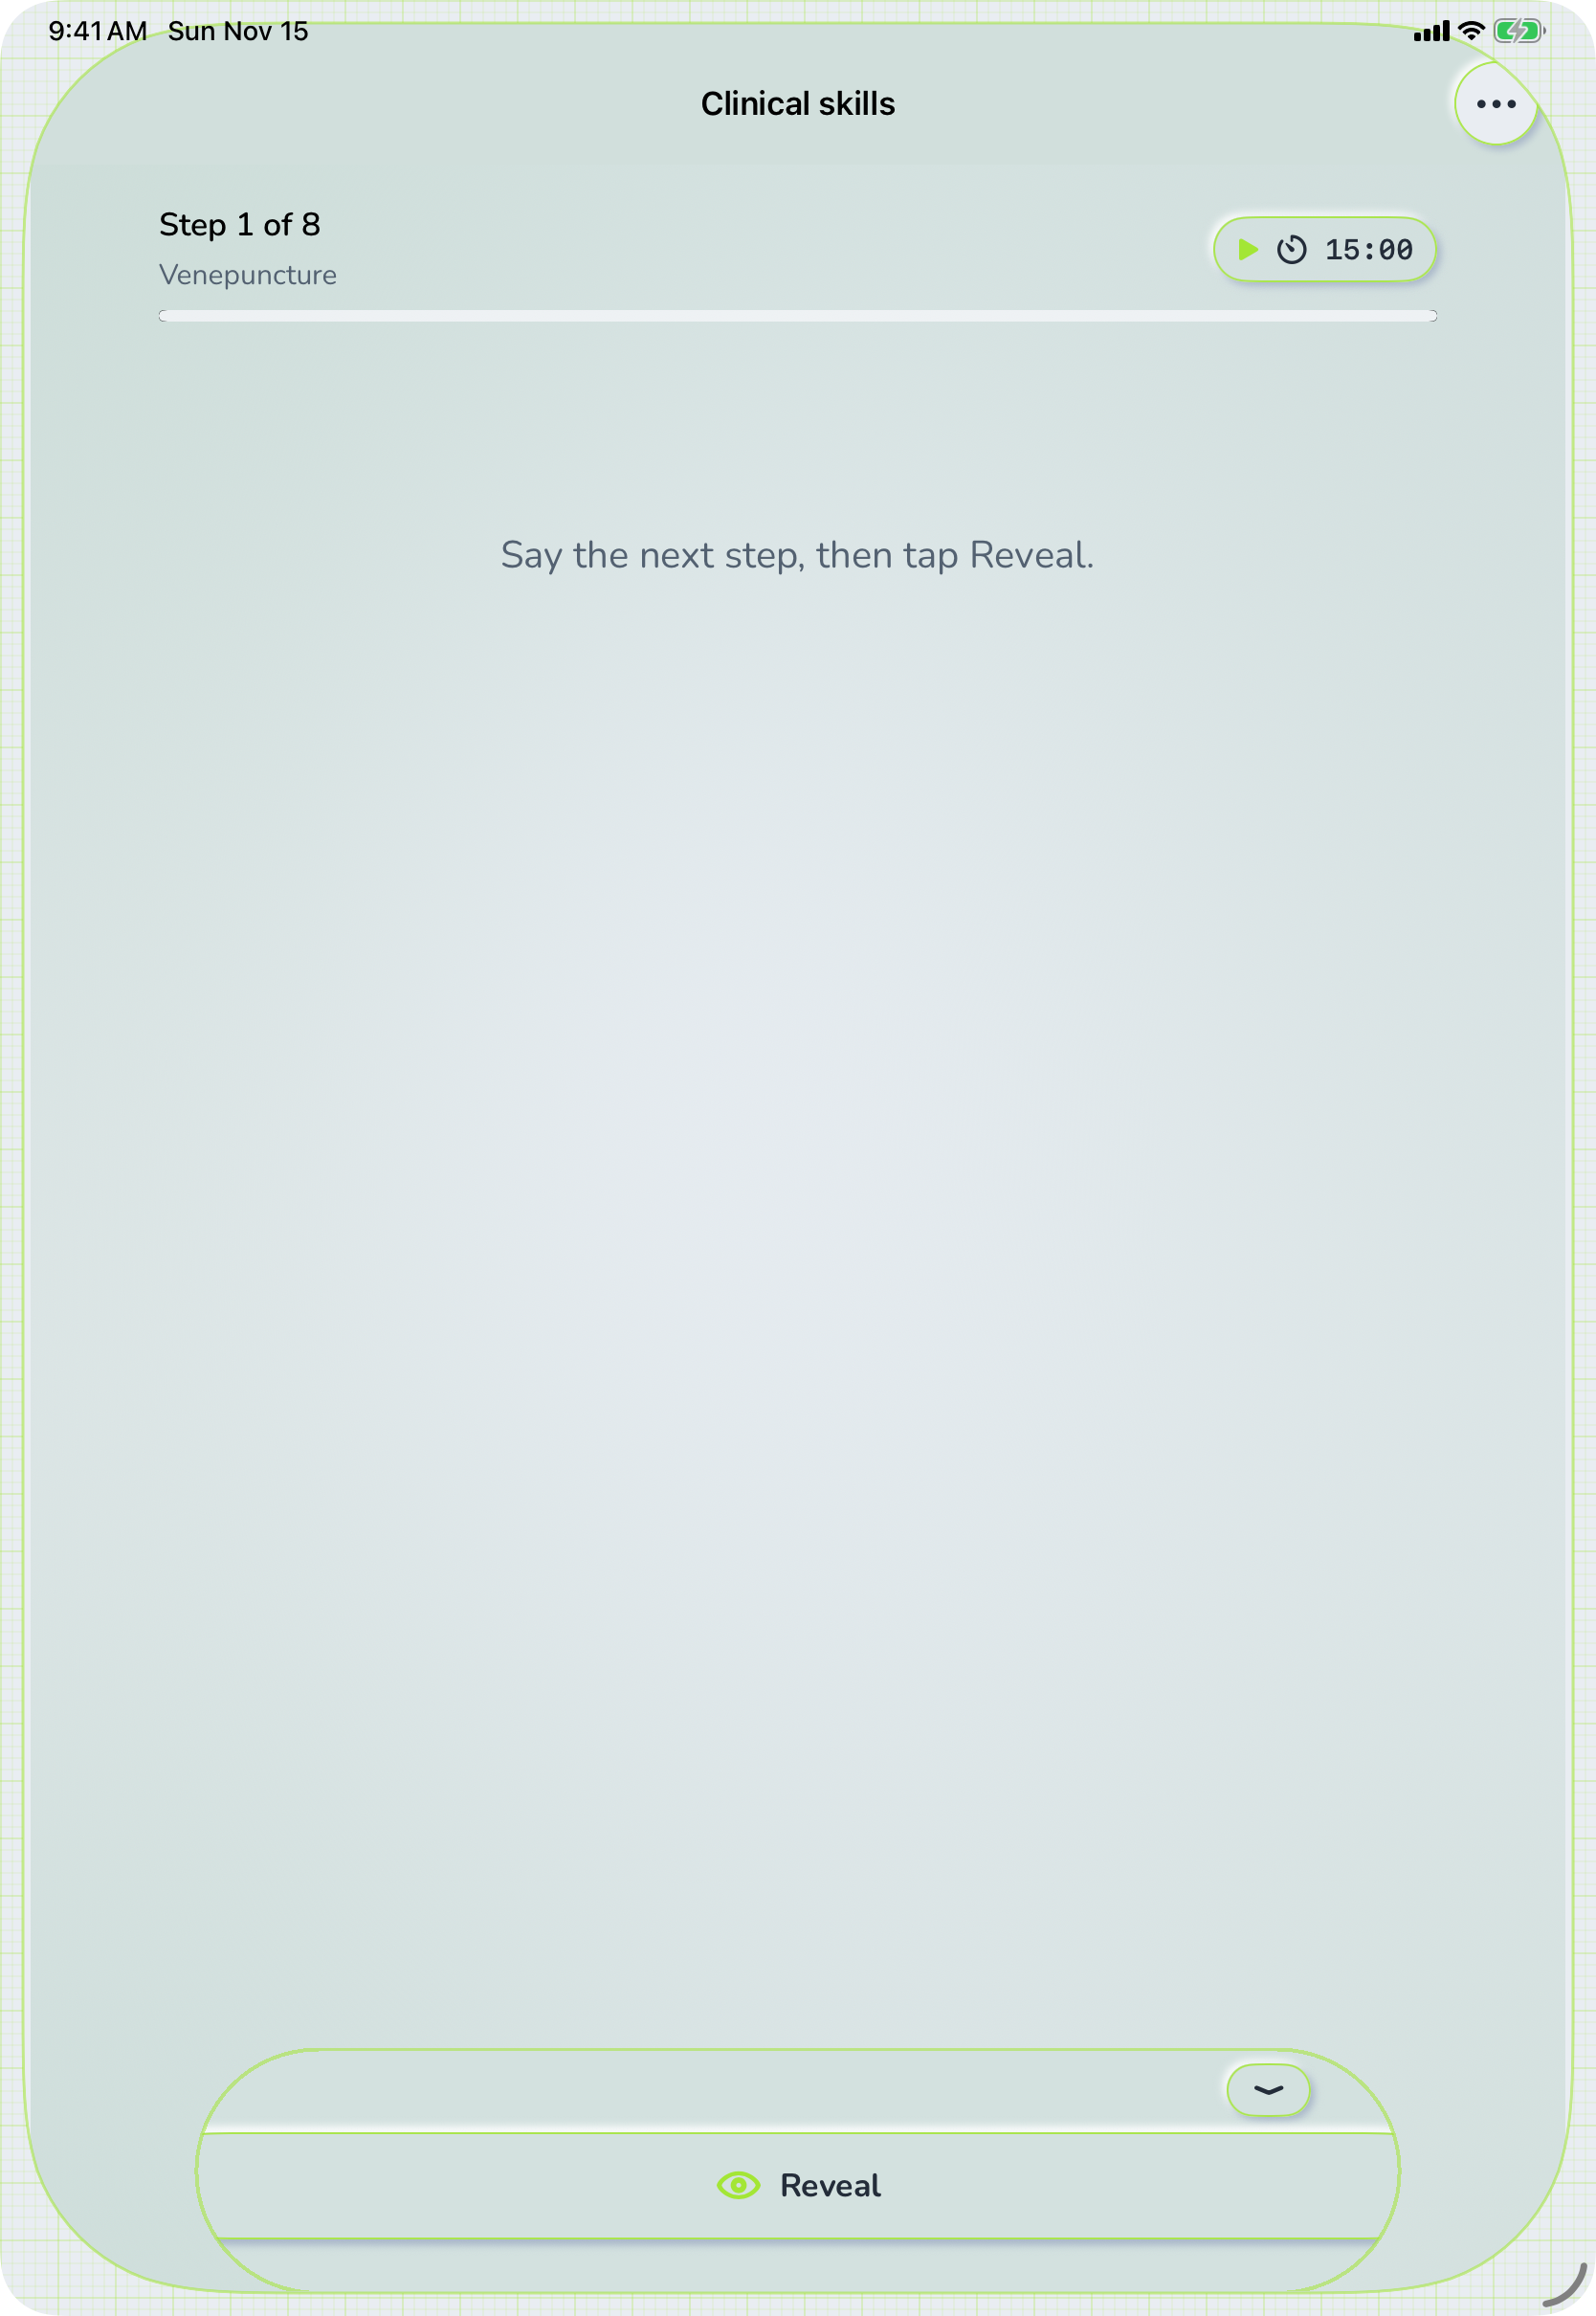 9:41 AM Sun Nov 15
Clinical skills
Step 1 of 8
Venepuncture
15:00
Say the next step, then tap Reveal.
Reveal